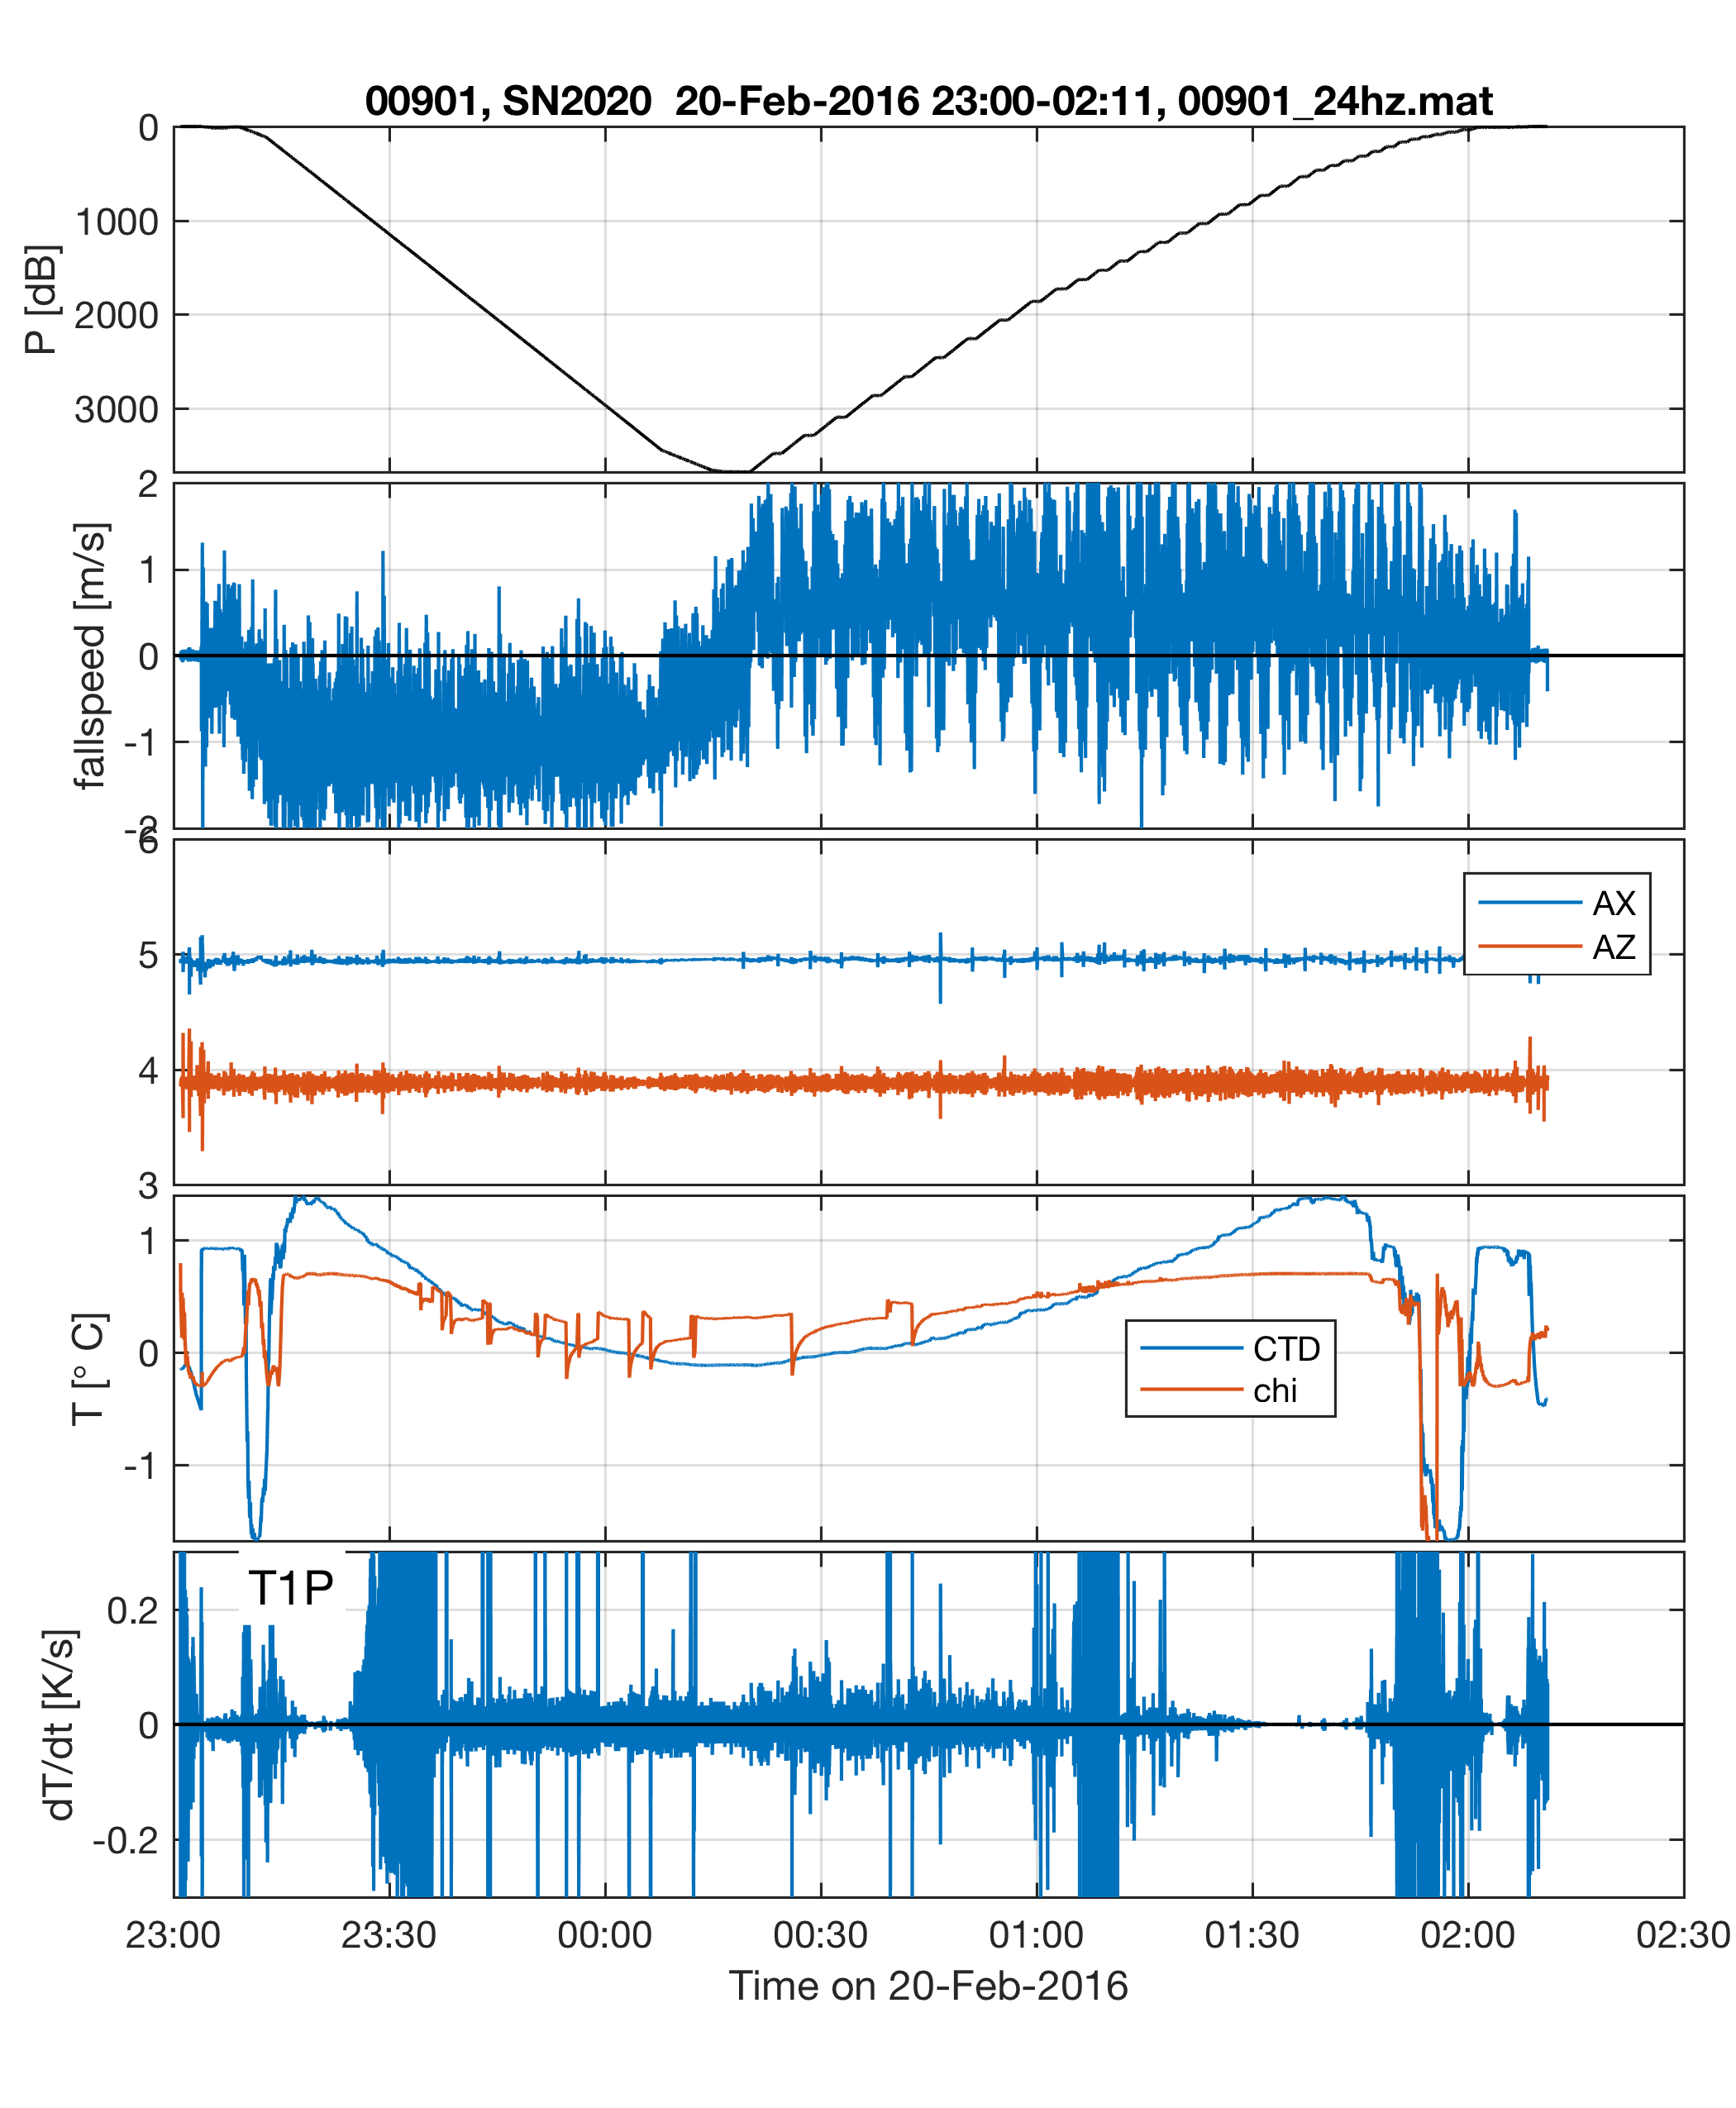 00901, SN2020  20-Feb-2016 23:00-02:11, 00901_24hz.mat
0
1000
2000
3000
P [dB]
2
1
0
-1
-2
fallspeed [m/s]
6
5
4
3
AX
AZ
1
0
-1
T [° C]
CTD
chi
T1P
0.2
0
-0.2
dT/dt [K/s]
23:00 23:30 00:00 00:30 01:00 01:30 02:00 02:30
Time on 20-Feb-2016